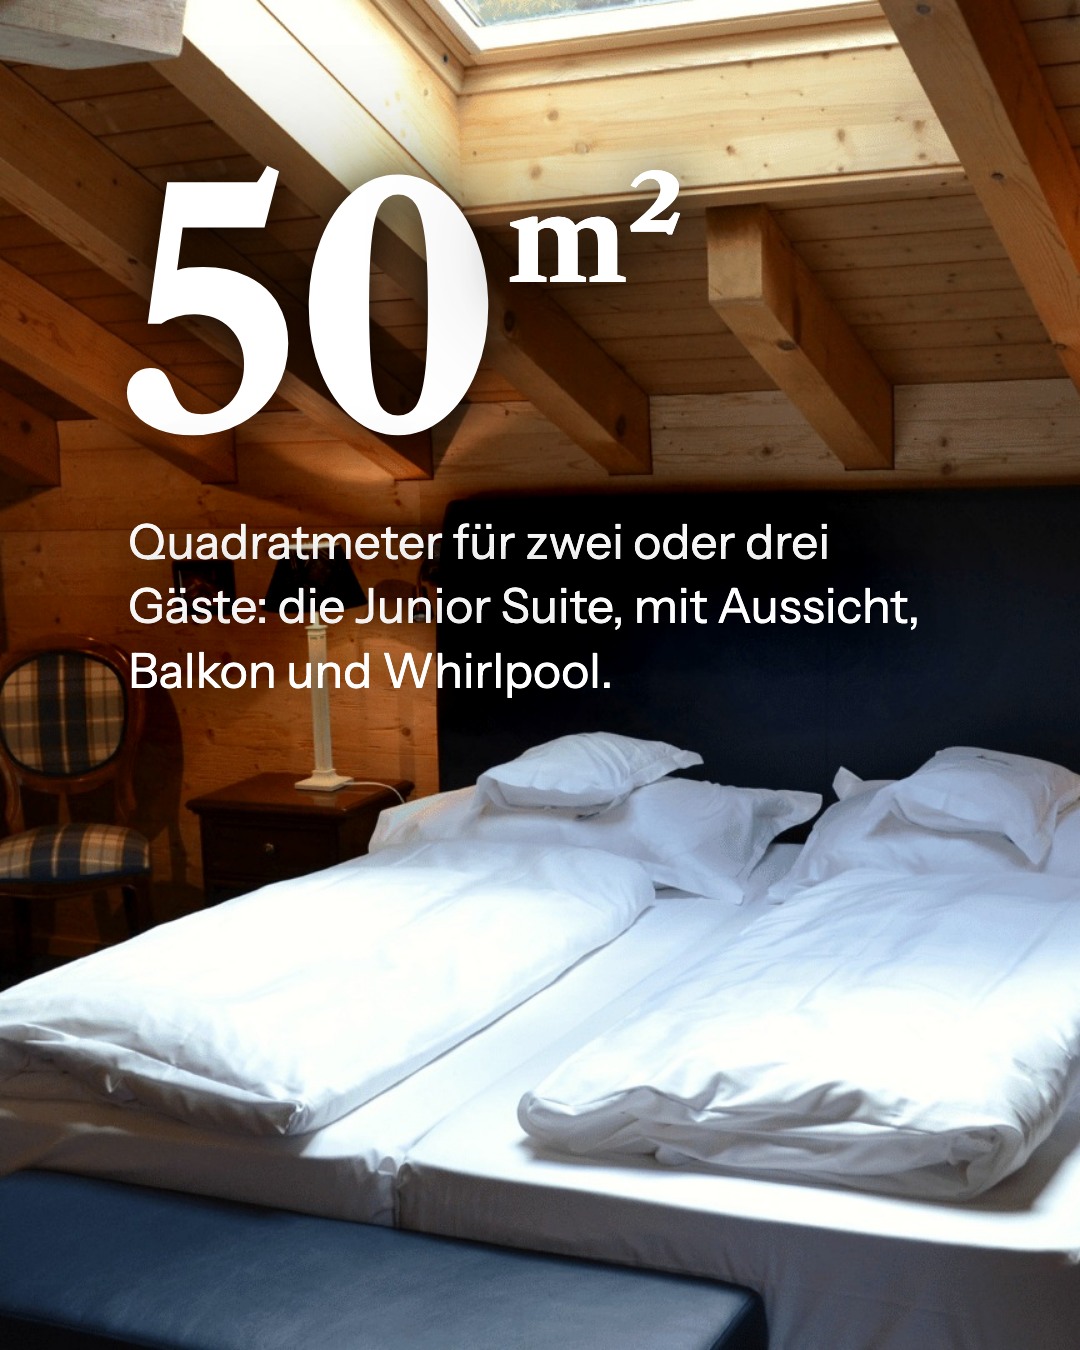 50 m²
Quadratmeter für zwei oder drei
Gäste: die Junior Suite, mit Aussicht,
Balkon und Whirlpool.